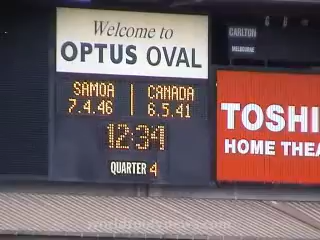 Welcome to
OPTUS OVAL
CARLTON
MELBOURNE
SAMOA CANADA
7.4.46 6.5.41
12:34
QUARTER 4
TOSHI
HOME THEA